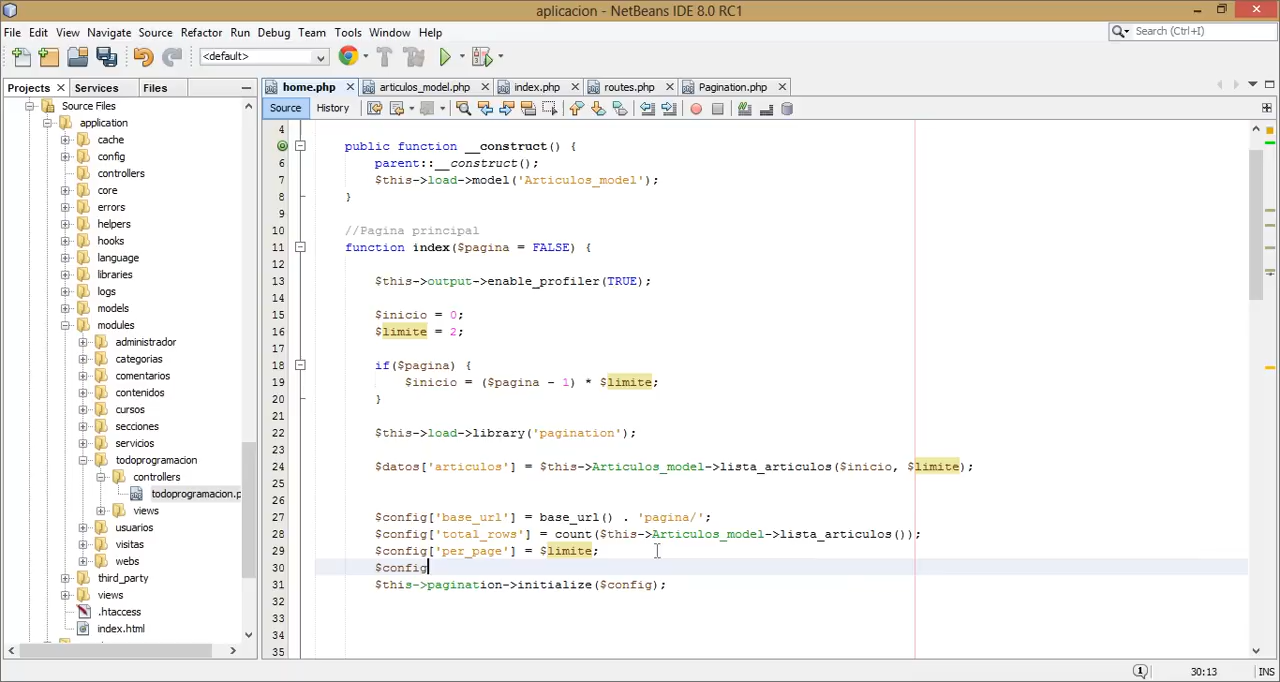 aplicacion - NetBeans IDE 8.0 RC1
File Edit View Navigate Source Refactor Run Debug Team Tools Window Help
Search (Ctrl+I)
<default>
Projects Services Files
home.php articulos_model.php index.php routes.php Pagination.php
Source History
Source Files
application
cache
config
controllers
core
errors
helpers
hooks
language
libraries
logs
models
modules
administrador
categorias
comentarios
contenidos
cursos
secciones
servicios
todoprogramacion
controllers
todoprogramacion.p
views
usuarios
visitas
webs
third_party
views
.htaccess
index.html
4
public function __construct() {
6 parent::__construct();
7 $this->load->model('Articulos_model');
8 }
9
10 //Pagina principal
11 function index($pagina = FALSE) {
12
13 $this->output->enable_profiler(TRUE);
14
15 $inicio = 0;
16 $limite = 2;
17
18 if($pagina) {
19 $inicio = ($pagina - 1) * $limite;
20 }
21
22 $this->load->library('pagination');
23
24 $datos['articulos'] = $this->Articulos_model->lista_articulos($inicio, $limite);
25
26
27 $config['base_url'] = base_url() . 'pagina/';
28 $config['total_rows'] = count($this->Articulos_model->lista_articulos());
29 $config['per_page'] = $limite;
30 $config
31 $this->pagination->initialize($config);
32
33
34
35
30:13 INS